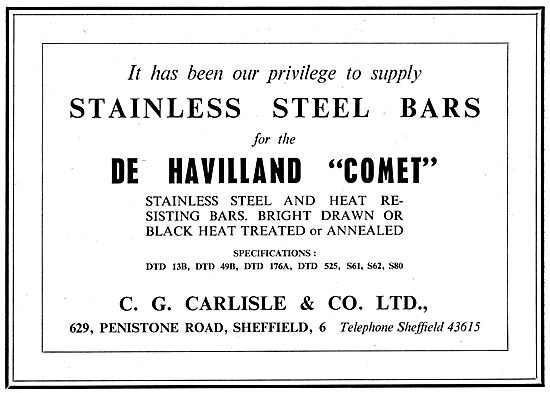 It has been our privilege to supply
STAINLESS STEEL BARS
for the
DE HAVILLAND "COMET"
STAINLESS STEEL AND HEAT RE-
SISTING BARS. BRIGHT DRAWN OR
BLACK HEAT TREATED or ANNEALED
SPECIFICATIONS :
DTD 13B, DTD 49B, DTD 176A, DTD 525, S61, S62, S80
C. G. CARLISLE & CO. LTD.,
629, PENISTONE ROAD, SHEFFIELD, 6 Telephone Sheffield 43615